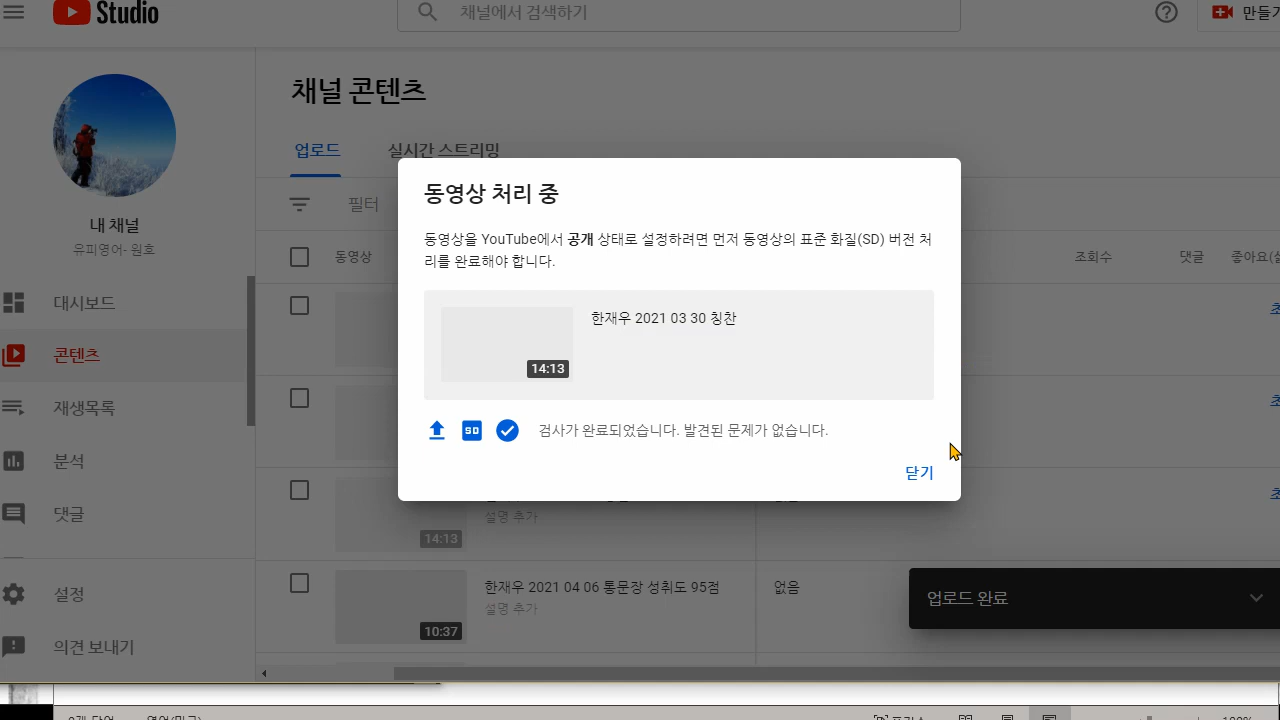 Studio
채널에서 검색하기
만들기
내 채널
유피영어- 원호
대시보드
콘텐츠
재생목록
분석
댓글
설정
의견 보내기
채널 콘텐츠
업로드
실시간 스트리밍
필터
동영상
조회수
댓글
동영상 처리 중
동영상을 YouTube에서 공개 상태로 설정하려면 먼저 동영상의 표준 화질(SD) 버전 처
리를 완료해야 합니다.
한재우 2021 03 30 칭찬
14:13
SD
검사가 완료되었습니다. 발견된 문제가 없습니다.
닫기
설명 추가
14:13
한재우 2021 04 06 통문장 성취도 95점
없음
설명 추가
10:37
업로드 완료